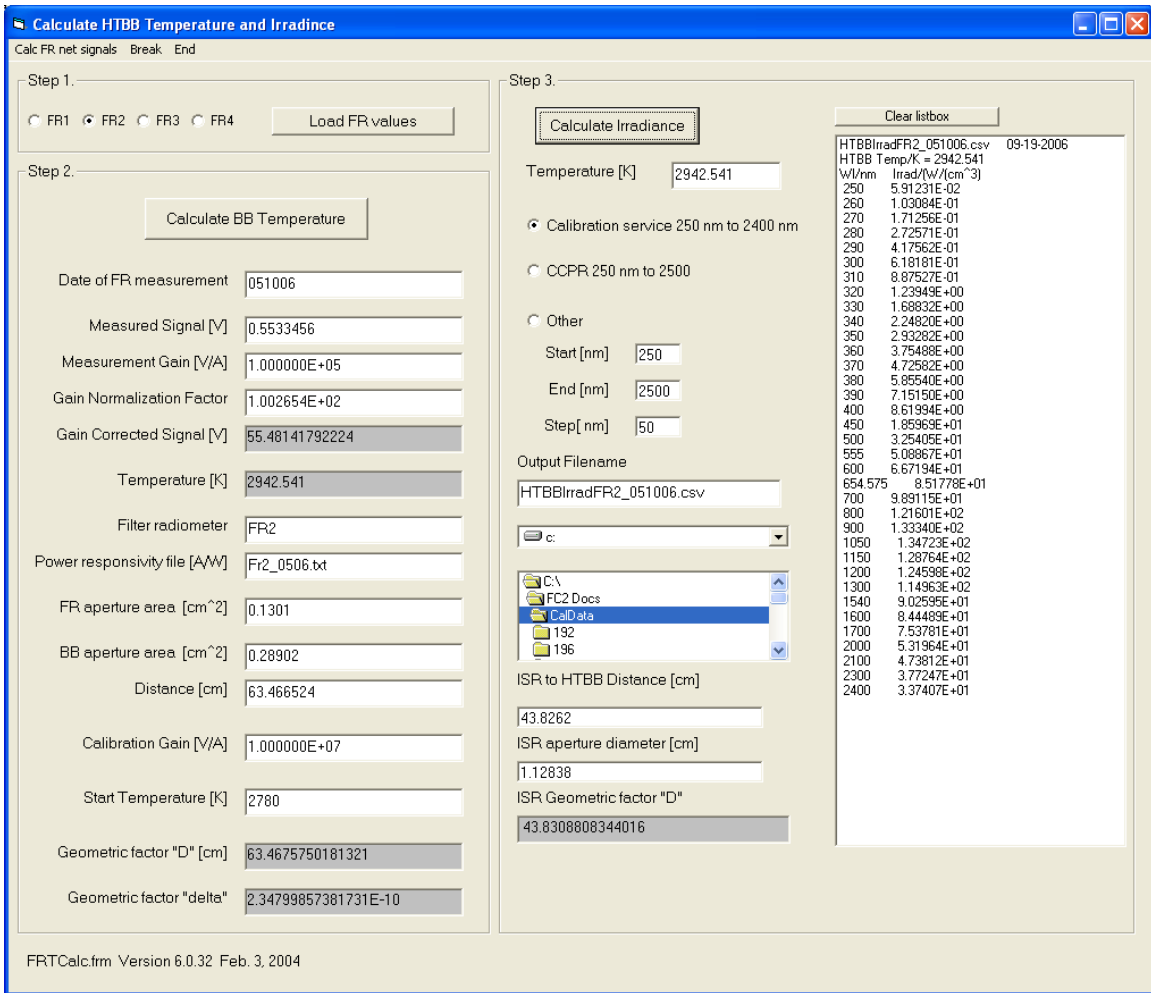 Calculate HTBB Temperature and Irradince
Calc FR net signals Break End
Step 1.
FR1 FR2 FR3 FR4 Load FR values
Step 2.
Calculate BB Temperature
Date of FR measurement 051006
Measured Signal [V] 0.5533456
Measurement Gain [V/A] 1.000000E+05
Gain Normalization Factor 1.002654E+02
Gain Corrected Signal [V] 55.48141792224
Temperature [K] 2942.541
Filter radiometer FR2
Power responsivity file [A/W] Fr2_0506.txt
FR aperture area [cm^2] 0.1301
BB aperture area [cm^2] 0.28902
Distance [cm] 63.466524
Calibration Gain [V/A] 1.000000E+07
Start Temperature [K] 2780
Geometric factor "D" [cm] 63.4675750181321
Geometric factor "delta" 2.34799857381731E-10
Step 3.
Calculate Irradiance
Temperature [K] 2942.541
Calibration service 250 nm to 2400 nm
CCPR 250 nm to 2500
Other
Start [nm] 250
End [nm] 2500
Step[ nm] 50
Output Filename
HTBBIrradFR2_051006.csv
c:
C:\
FC2 Docs
CalData
192
196
ISR to HTBB Distance [cm]
43.8262
ISR aperture diameter [cm]
1.12838
ISR Geometric factor "D"
43.8308808344016
Clear listbox
HTBBIrradFR2_051006.csv 09-19-2006
HTBB Temp/K = 2942.541
Wl/nm Irrad/(W/(cm^3)
250 5.91231E-02
260 1.03084E-01
270 1.71256E-01
280 2.72571E-01
290 4.17562E-01
300 6.18181E-01
310 8.87527E-01
320 1.23949E+00
330 1.68832E+00
340 2.24820E+00
350 2.93282E+00
360 3.75488E+00
370 4.72582E+00
380 5.85540E+00
390 7.15150E+00
400 8.61994E+00
450 1.85969E+01
500 3.25405E+01
555 5.08867E+01
600 6.67194E+01
654.575 8.51778E+01
700 9.89115E+01
800 1.21601E+02
900 1.33340E+02
1050 1.34723E+02
1150 1.28764E+02
1200 1.24598E+02
1300 1.14963E+02
1540 9.02595E+01
1600 8.44489E+01
1700 7.53781E+01
2000 5.31964E+01
2100 4.73812E+01
2300 3.77247E+01
2400 3.37407E+01
FRTCalc.frm Version 6.0.32 Feb. 3, 2004